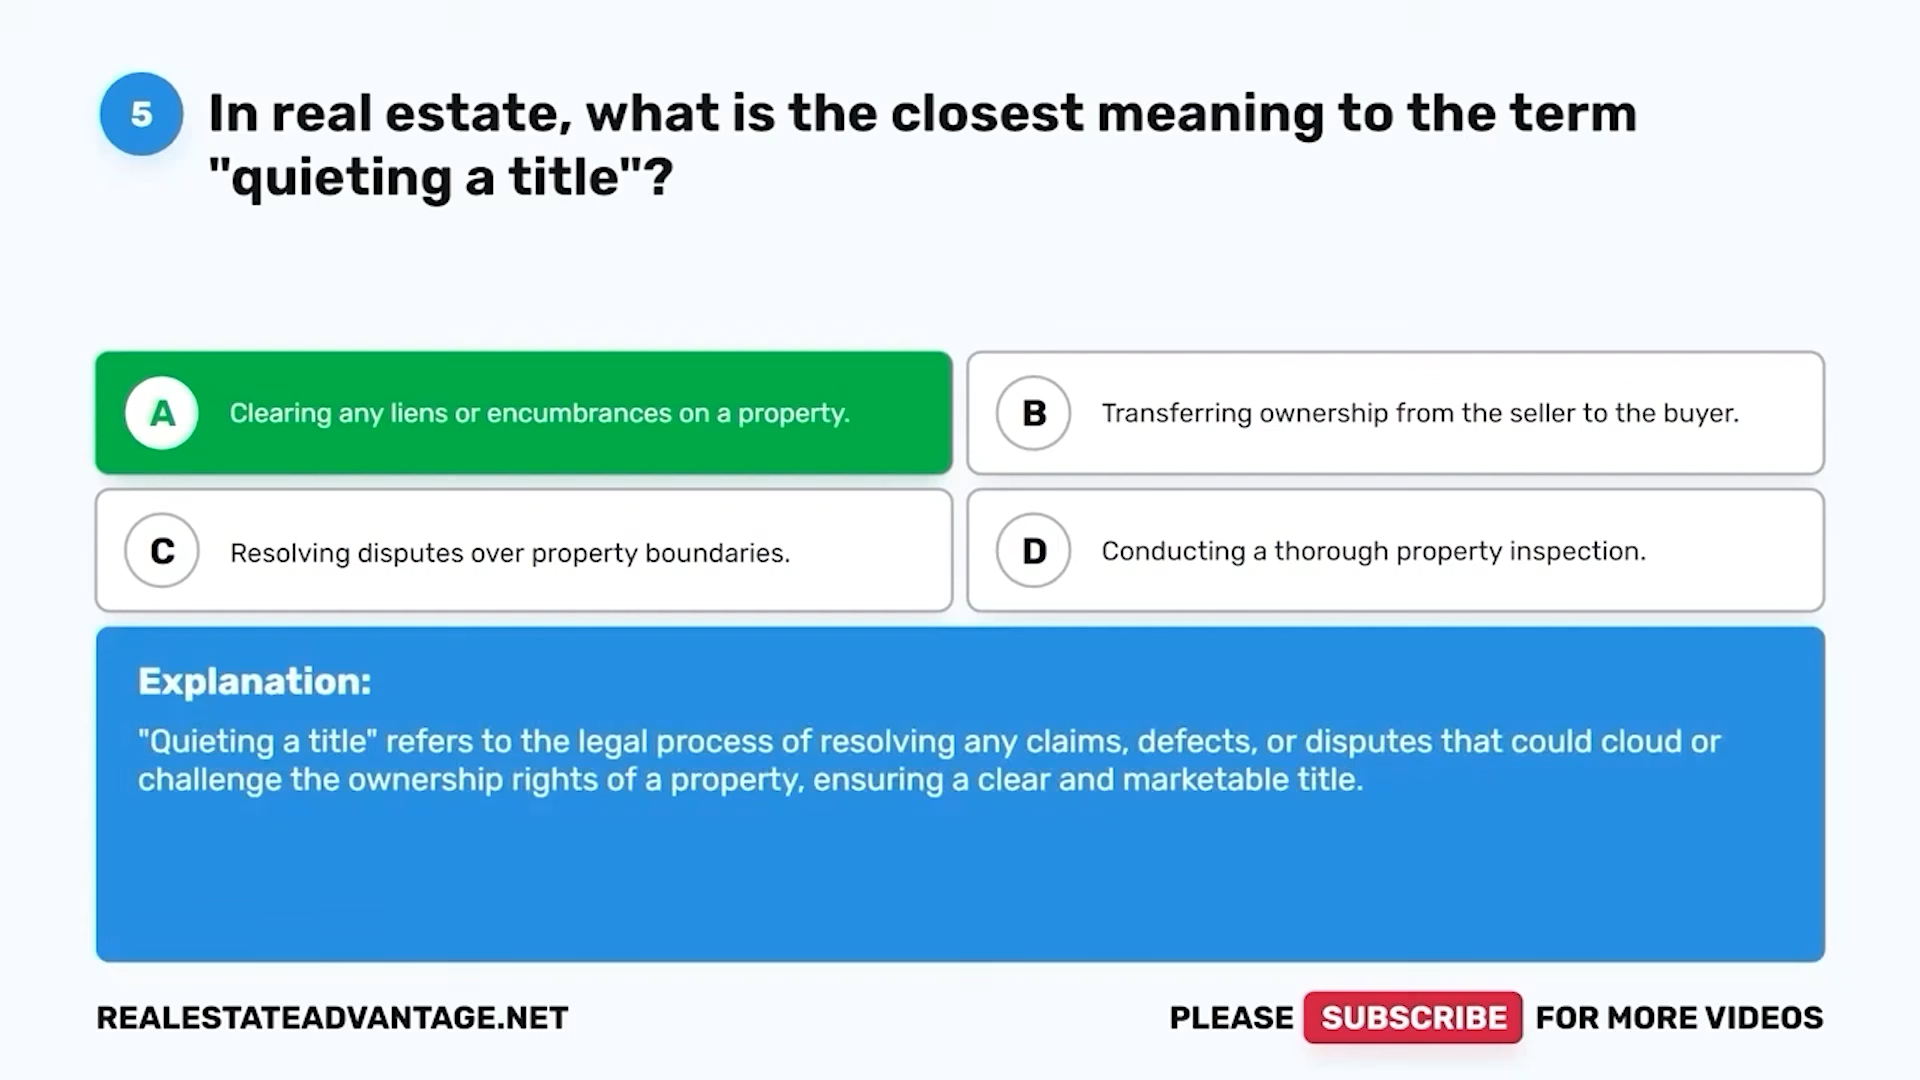 5
In real estate, what is the closest meaning to the term
"quieting a title"?
A Clearing any liens or encumbrances on a property.
B Transferring ownership from the seller to the buyer.
C Resolving disputes over property boundaries.
D Conducting a thorough property inspection.
Explanation:
"Quieting a title" refers to the legal process of resolving any claims, defects, or disputes that could cloud or
challenge the ownership rights of a property, ensuring a clear and marketable title.
REALESTATEADVANTAGE.NET
PLEASE SUBSCRIBE FOR MORE VIDEOS